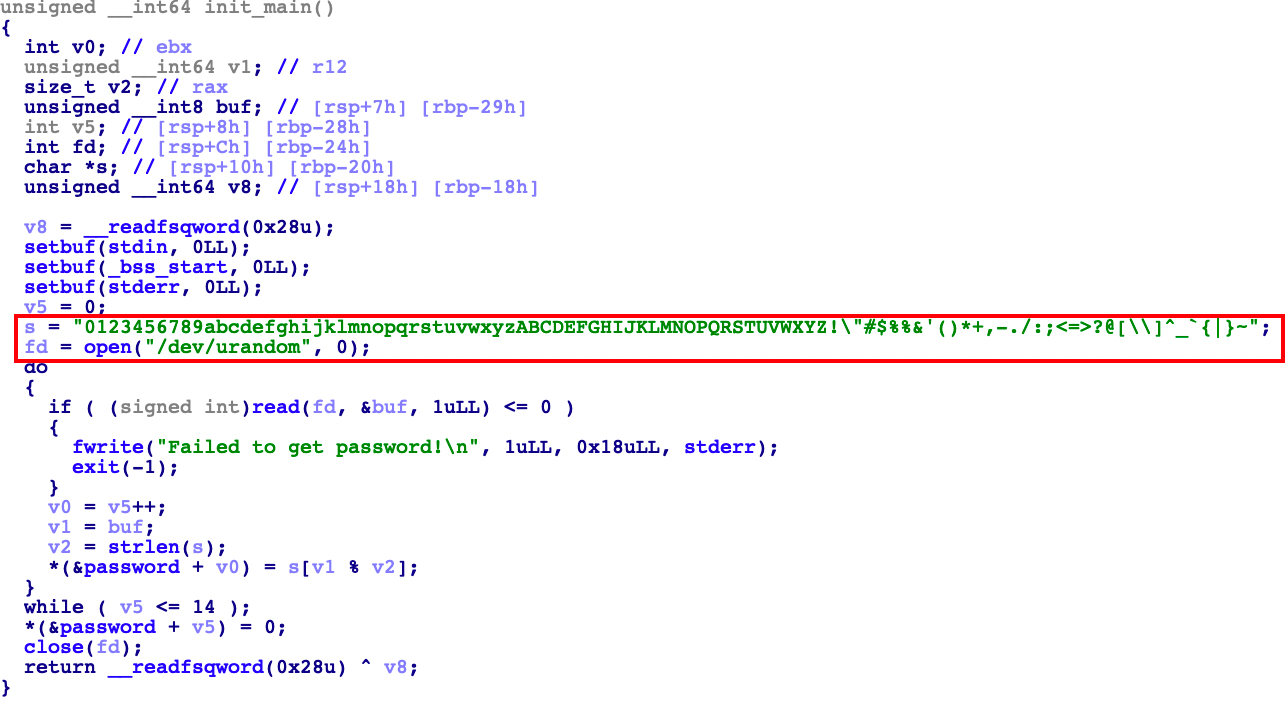 unsigned __int64 init_main()
{
  int v0; // ebx
  unsigned __int64 v1; // r12
  size_t v2; // rax
  unsigned __int8 buf; // [rsp+7h] [rbp-29h]
  int v5; // [rsp+8h] [rbp-28h]
  int fd; // [rsp+Ch] [rbp-24h]
  char *s; // [rsp+10h] [rbp-20h]
  unsigned __int64 v8; // [rsp+18h] [rbp-18h]

  v8 = __readfsqword(0x28u);
  setbuf(stdin, 0LL);
  setbuf(_bss_start, 0LL);
  setbuf(stderr, 0LL);
  v5 = 0;
  s = "0123456789abcdefghijklmnopqrstuvwxyzABCDEFGHIJKLMNOPQRSTUVWXYZ!\"#$%%&'()*+,-./:;<=>?@[\\]^_`{|}~";
  fd = open("/dev/urandom", 0);
  do
  {
    if ( (signed int)read(fd, &buf, 1uLL) <= 0 )
    {
      fwrite("Failed to get password!\n", 1uLL, 0x18uLL, stderr);
      exit(-1);
    }
    v0 = v5++;
    v1 = buf;
    v2 = strlen(s);
    *(&password + v0) = s[v1 % v2];
  }
  while ( v5 <= 14 );
  *(&password + v5) = 0;
  close(fd);
  return __readfsqword(0x28u) ^ v8;
}